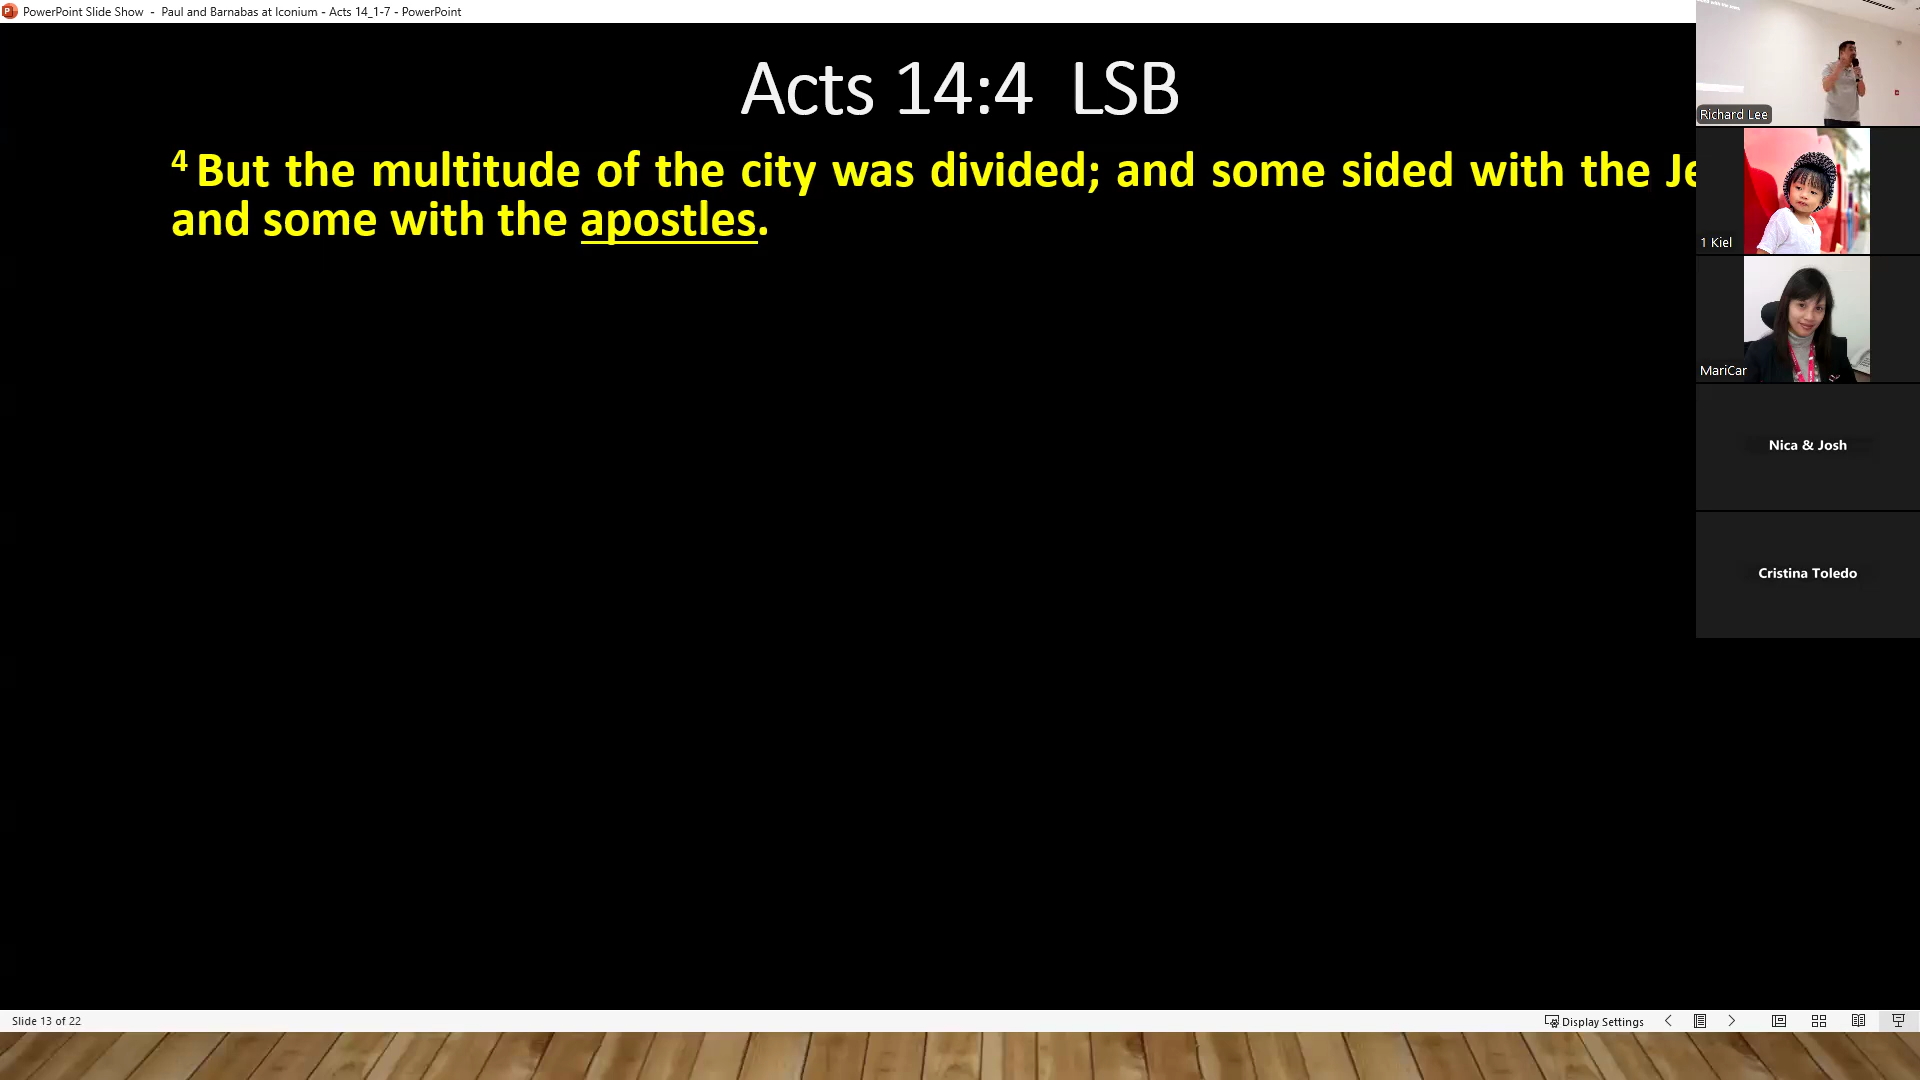 PowerPoint Slide Show - Paul and Barnabas at Iconium - Acts 14_1-7 - PowerPoint
Acts 14:4 LSB
4 But the multitude of the city was divided; and some sided with the Je
and some with the apostles.
Richard Lee
1 Kiel
MariCar
Nica & Josh
Cristina Toledo
Slide 13 of 22
Display Settings